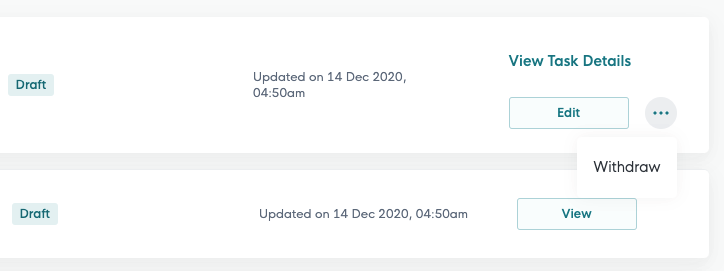 View Task Details
Draft
Updated on 14 Dec 2020,
04:50am
Edit
Withdraw
Draft
Updated on 14 Dec 2020, 04:50am
View